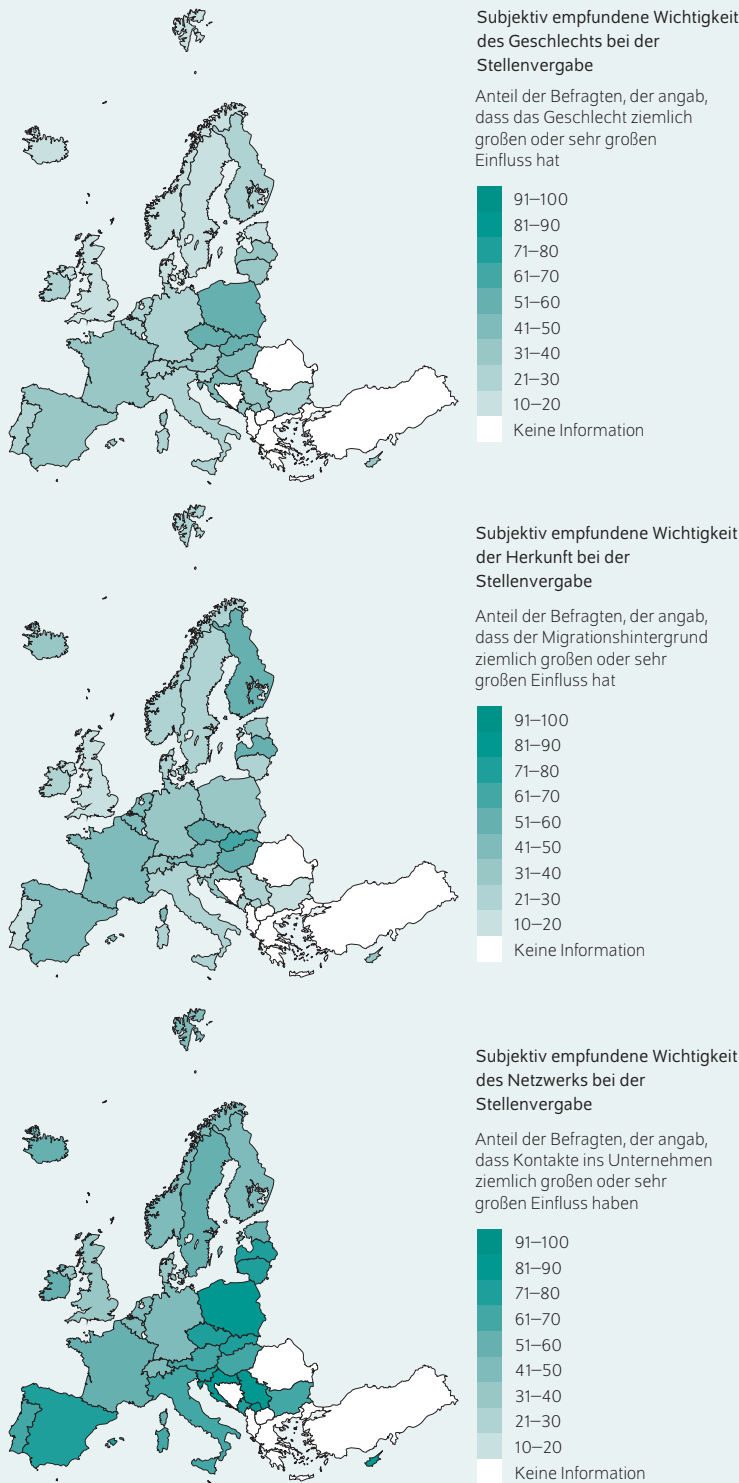 Subjektiv empfundene Wichtigkeit
des Geschlechts bei der
Stellenvergabe
Anteil der Befragten, der angab,
dass das Geschlecht ziemlich
großen oder sehr großen
Einfluss hat
91–100
81–90
71–80
61–70
51–60
41–50
31–40
21–30
10–20
Keine Information
Subjektiv empfundene Wichtigkeit
der Herkunft bei der
Stellenvergabe
Anteil der Befragten, der angab,
dass der Migrationshintergrund
ziemlich großen oder sehr
großen Einfluss hat
91–100
81–90
71–80
61–70
51–60
41–50
31–40
21–30
10–20
Keine Information
Subjektiv empfundene Wichtigkeit
des Netzwerks bei der
Stellenvergabe
Anteil der Befragten, der angab,
dass Kontakte ins Unternehmen
ziemlich großen oder sehr
großen Einfluss haben
91–100
81–90
71–80
61–70
51–60
41–50
31–40
21–30
10–20
Keine Information